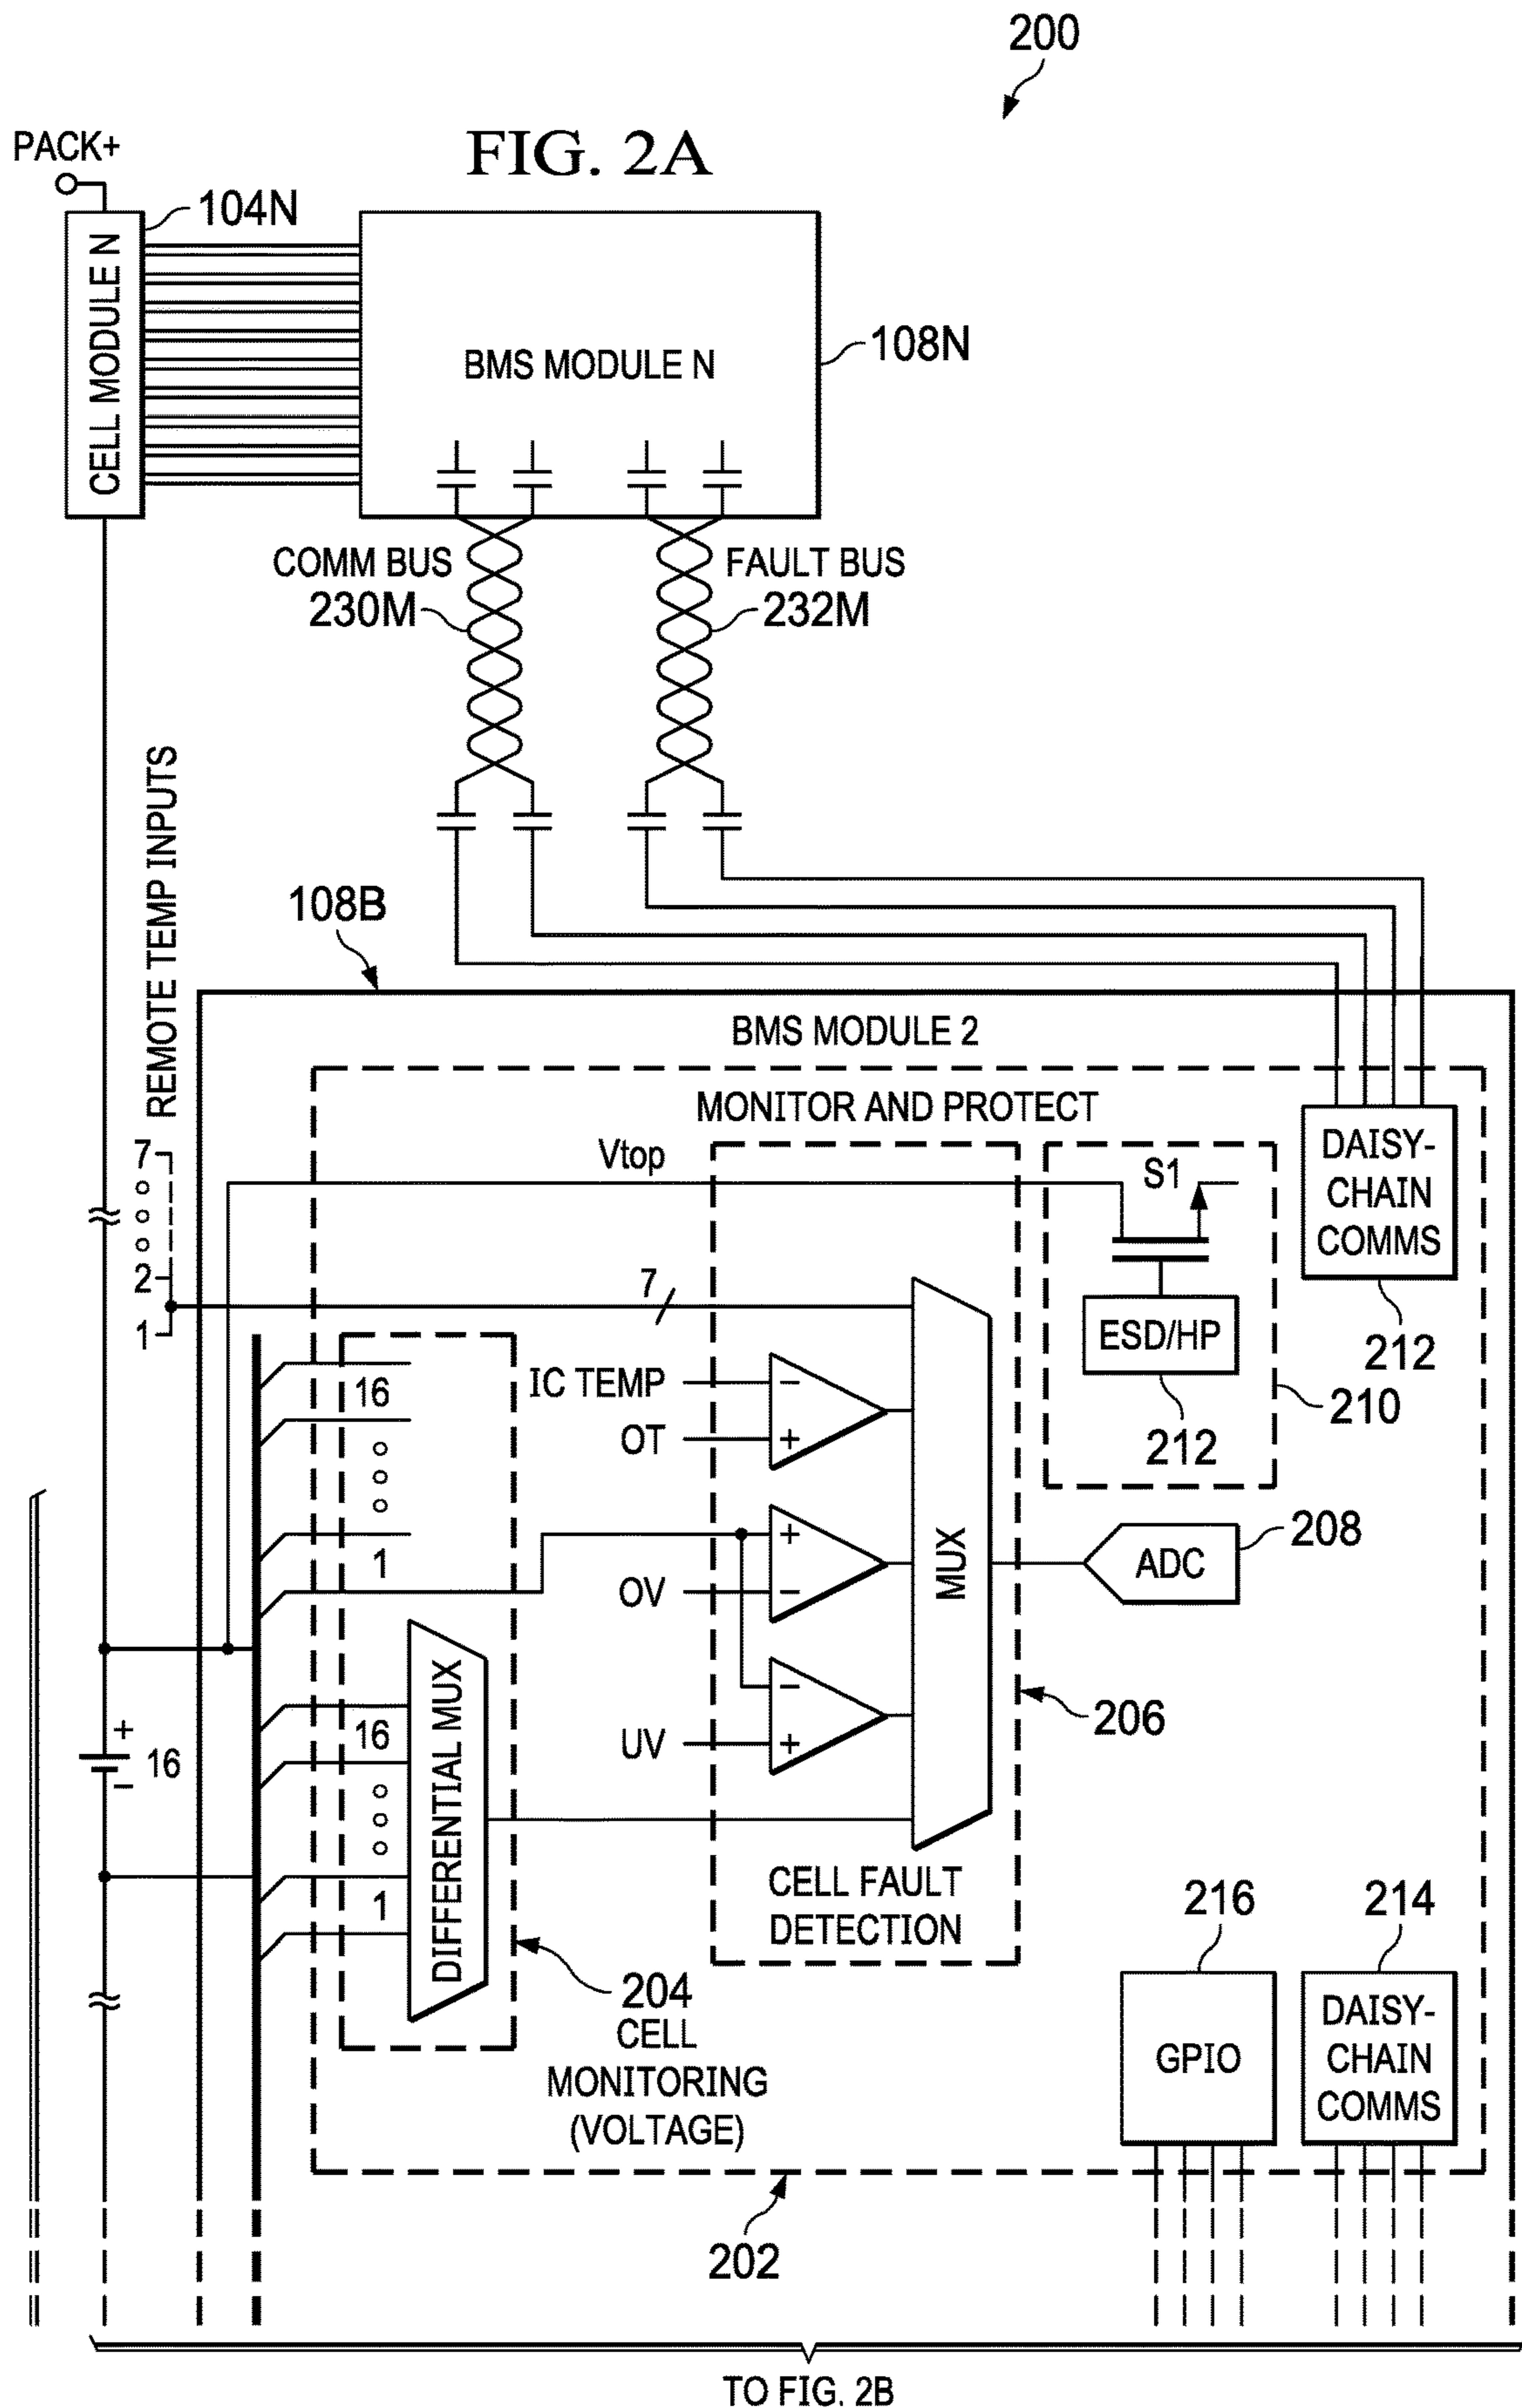 200
PACK+
FIG. 2A
104N
CELL MODULE N
BMS MODULE N
108N
COMM BUS
230M
FAULT BUS
232M
REMOTE TEMP INPUTS
108B
BMS MODULE 2
MONITOR AND PROTECT
7
2
1
Vtop
S1
DAISY-
CHAIN
COMMS
212
7
ESD/HP
212
210
IC TEMP
−
OT
+
16
1
+
OV
−
MUX
ADC
208
−
UV
+
206
+
16
−
16
1
DIFFERENTIAL MUX
CELL FAULT
DETECTION
204
CELL
MONITORING
(VOLTAGE)
216
GPIO
214
DAISY-
CHAIN
COMMS
202
TO FIG. 2B